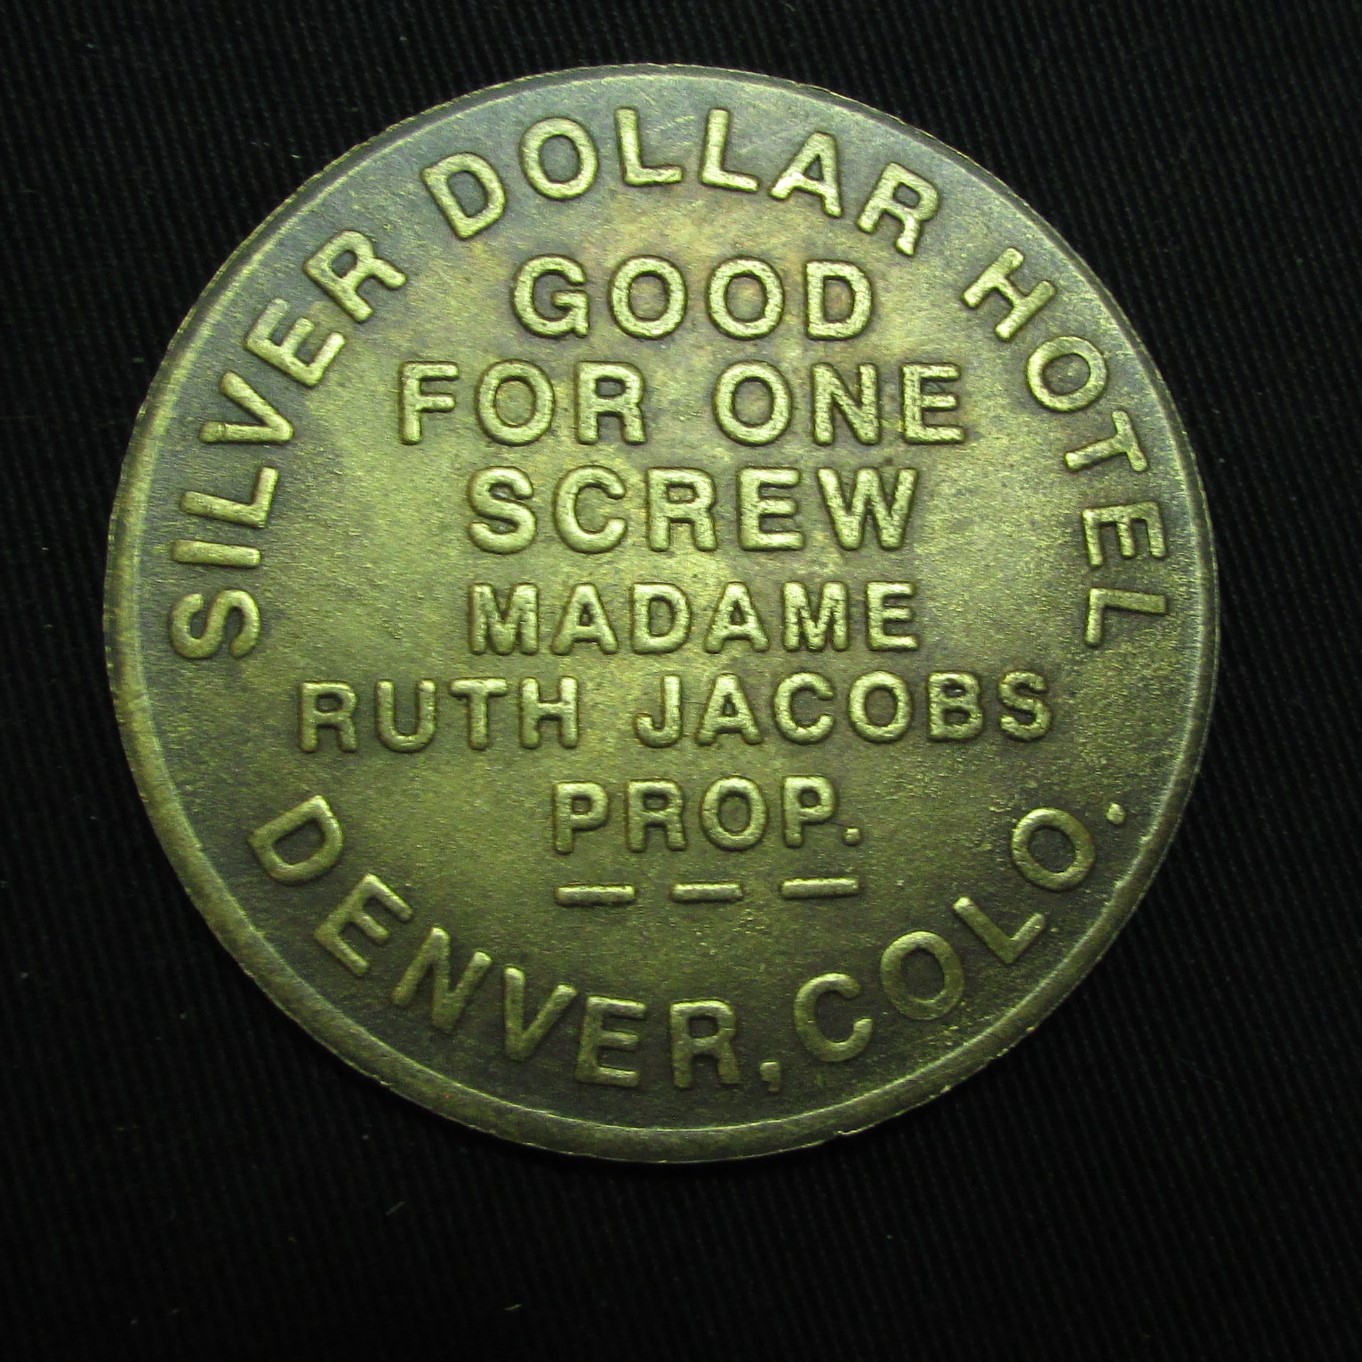 SILVER DOLLAR HOTEL
GOOD
FOR ONE
SCREW
MADAME
RUTH JACOBS
PROP.
— — —
DENVER, COLO.